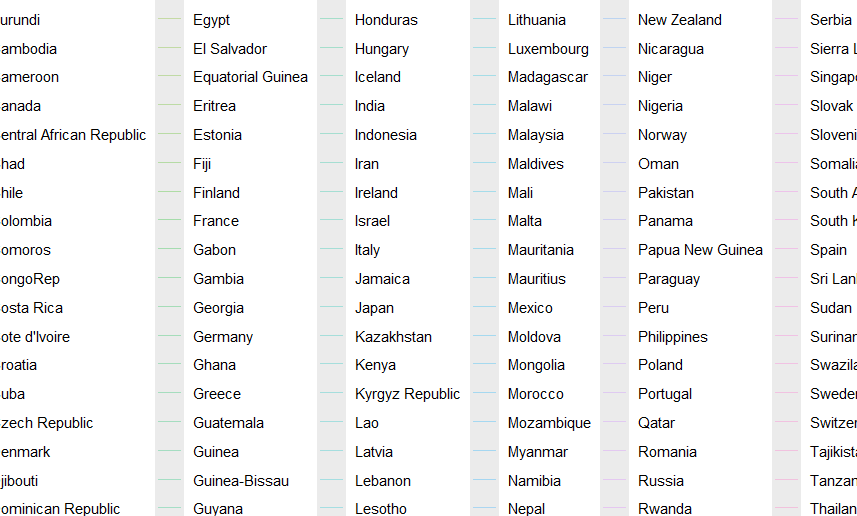 urundi Egypt Honduras Lithuania New Zealand Serbia
ambodia El Salvador Hungary Luxembourg Nicaragua Sierra L
ameroon Equatorial Guinea Iceland Madagascar Niger Singapo
anada Eritrea India Malawi Nigeria Slovak
entral African Republic Estonia Indonesia Malaysia Norway Sloveni
had Fiji Iran Maldives Oman Somalia
hile Finland Ireland Mali Pakistan South A
olombia France Israel Malta Panama South K
omoros Gabon Italy Mauritania Papua New Guinea Spain
ongoRep Gambia Jamaica Mauritius Paraguay Sri Lan
osta Rica Georgia Japan Mexico Peru Sudan
ote d'Ivoire Germany Kazakhstan Moldova Philippines Surinam
roatia Ghana Kenya Mongolia Poland Swazila
uba Greece Kyrgyz Republic Morocco Portugal Sweden
zech Republic Guatemala Lao Mozambique Qatar Switzer
enmark Guinea Latvia Myanmar Romania Tajikista
jibouti Guinea-Bissau Lebanon Namibia Russia Tanzan
ominican Republic Guyana Lesotho Nepal Rwanda Thailan